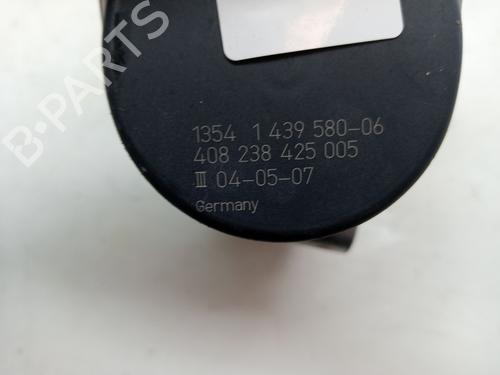 B-PARTS
1354 1 439 580-06
408 238 425 005
III 04-05-07
Germany